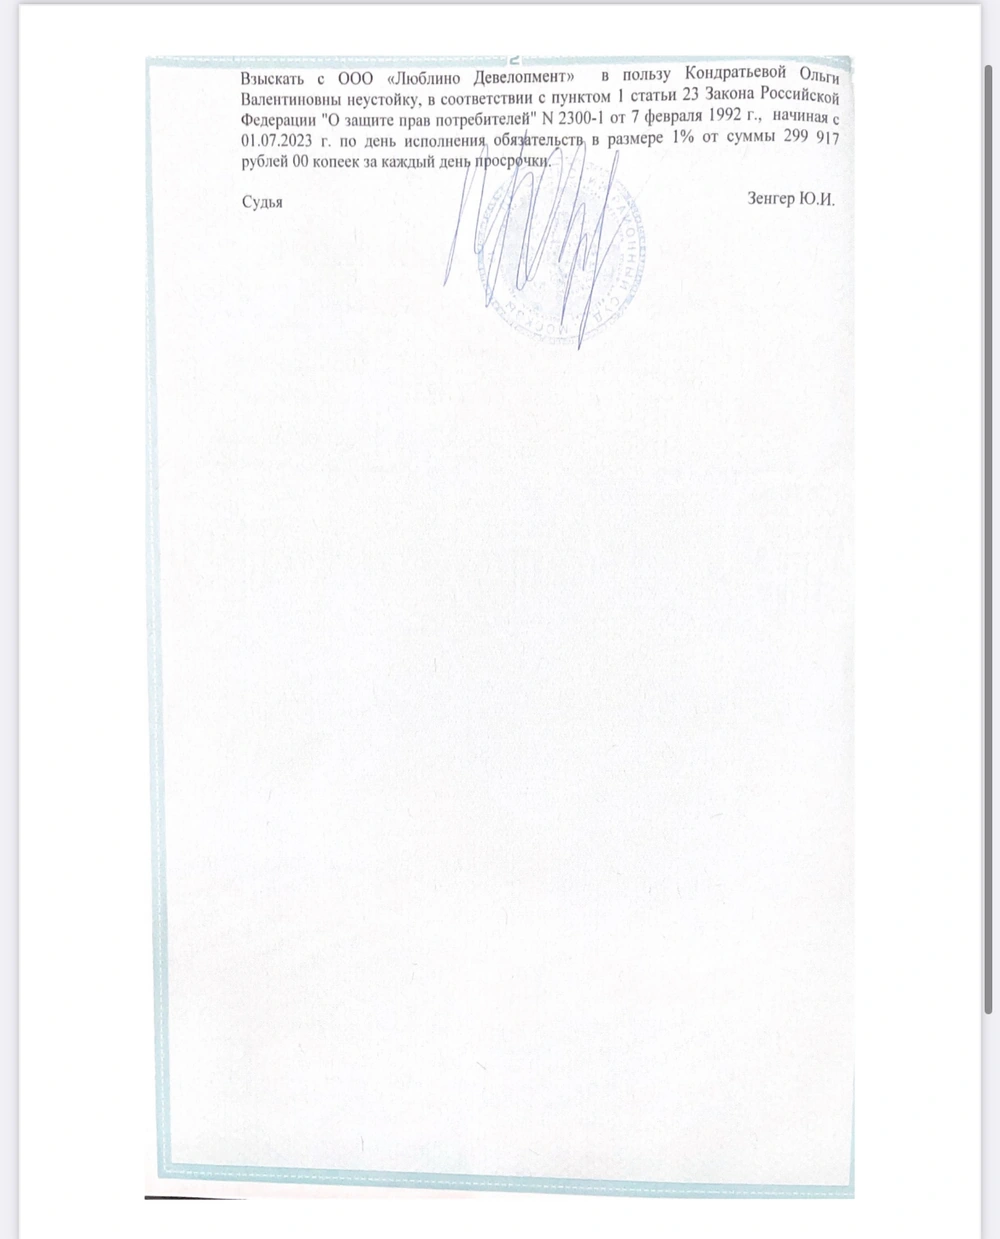 Взыскать с ООО «Люблино Девелопмент» в пользу Кондратьевой Ольги
Валентиновны неустойку, в соответствии с пунктом 1 статьи 23 Закона Российской
Федерации "О защите прав потребителей" N 2300-1 от 7 февраля 1992 г., начиная с
01.07.2023 г. по день исполнения обязательств в размере 1% от суммы 299 917
рублей 00 копеек за каждый день просрочки.
Судья
Зенгер Ю.И.
СУД